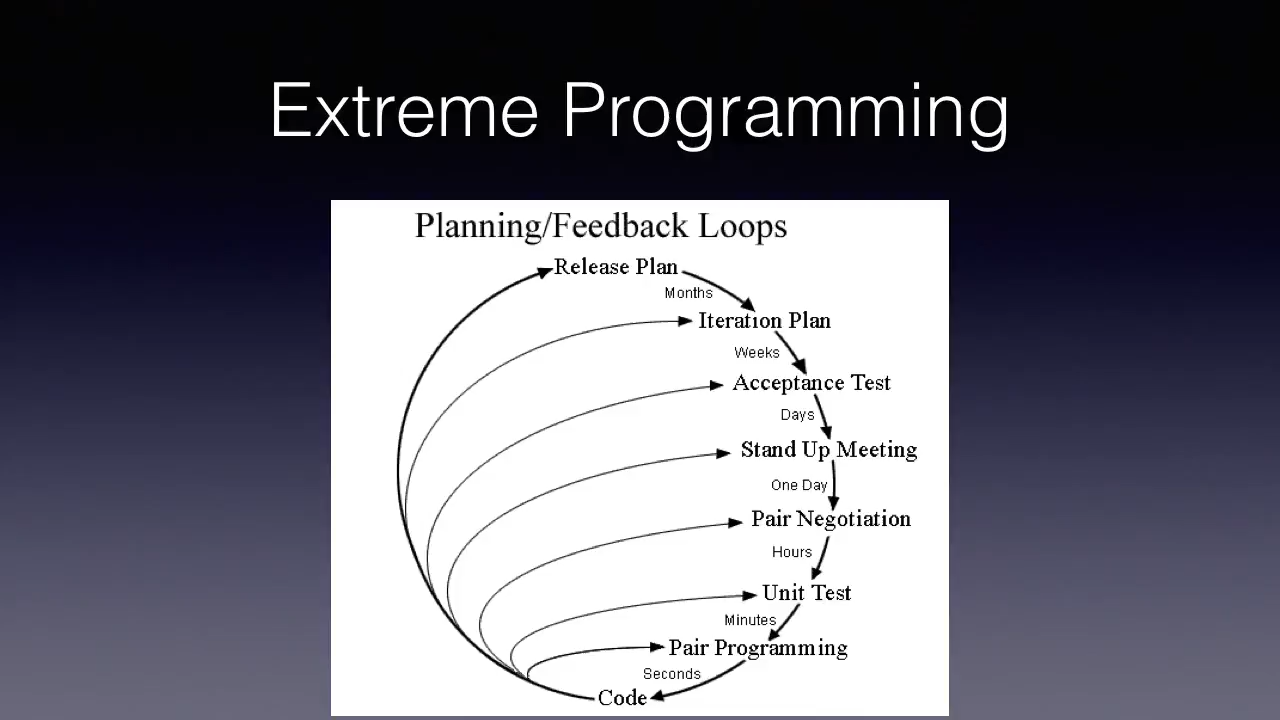 Extreme Programming
Planning/Feedback Loops
Release Plan
Months
Iteration Plan
Weeks
Acceptance Test
Days
Stand Up Meeting
One Day
Pair Negotiation
Hours
Unit Test
Minutes
Pair Programming
Seconds
Code